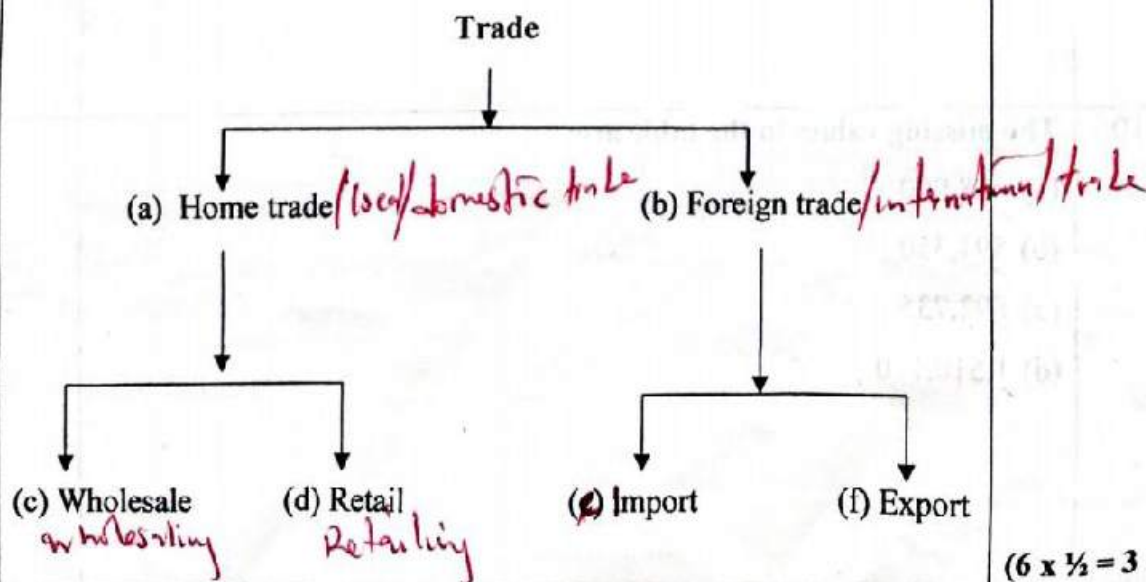 Trade
(a) Home trade/local/domestic trade (b) Foreign trade/international/trade
(c) Wholesale (d) Retail (e) Import (f) Export
wholesaling Retailing
(6 x ½ = 3